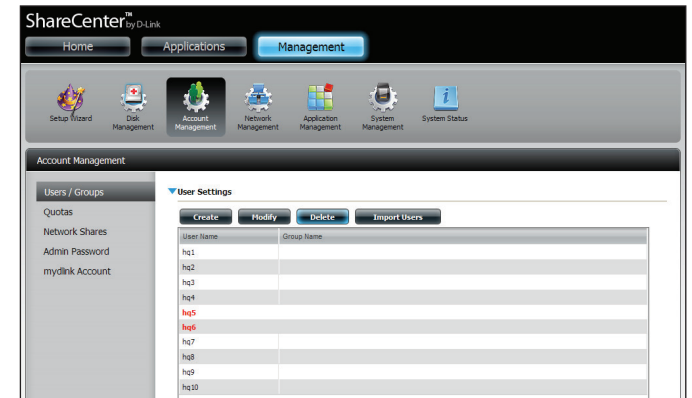 ShareCenter™ by D-Link
Home Applications Management
Setup Wizard Disk Management Account Management Network Management Application Management System Management System Status
Account Management
Users / Groups
Quotas
Network Shares
Admin Password
mydlink Account
User Settings
Create Modify Delete Import Users
User Name Group Name
hq1
hq2
hq3
hq4
hq5
hq6
hq7
hq8
hq9
hq10